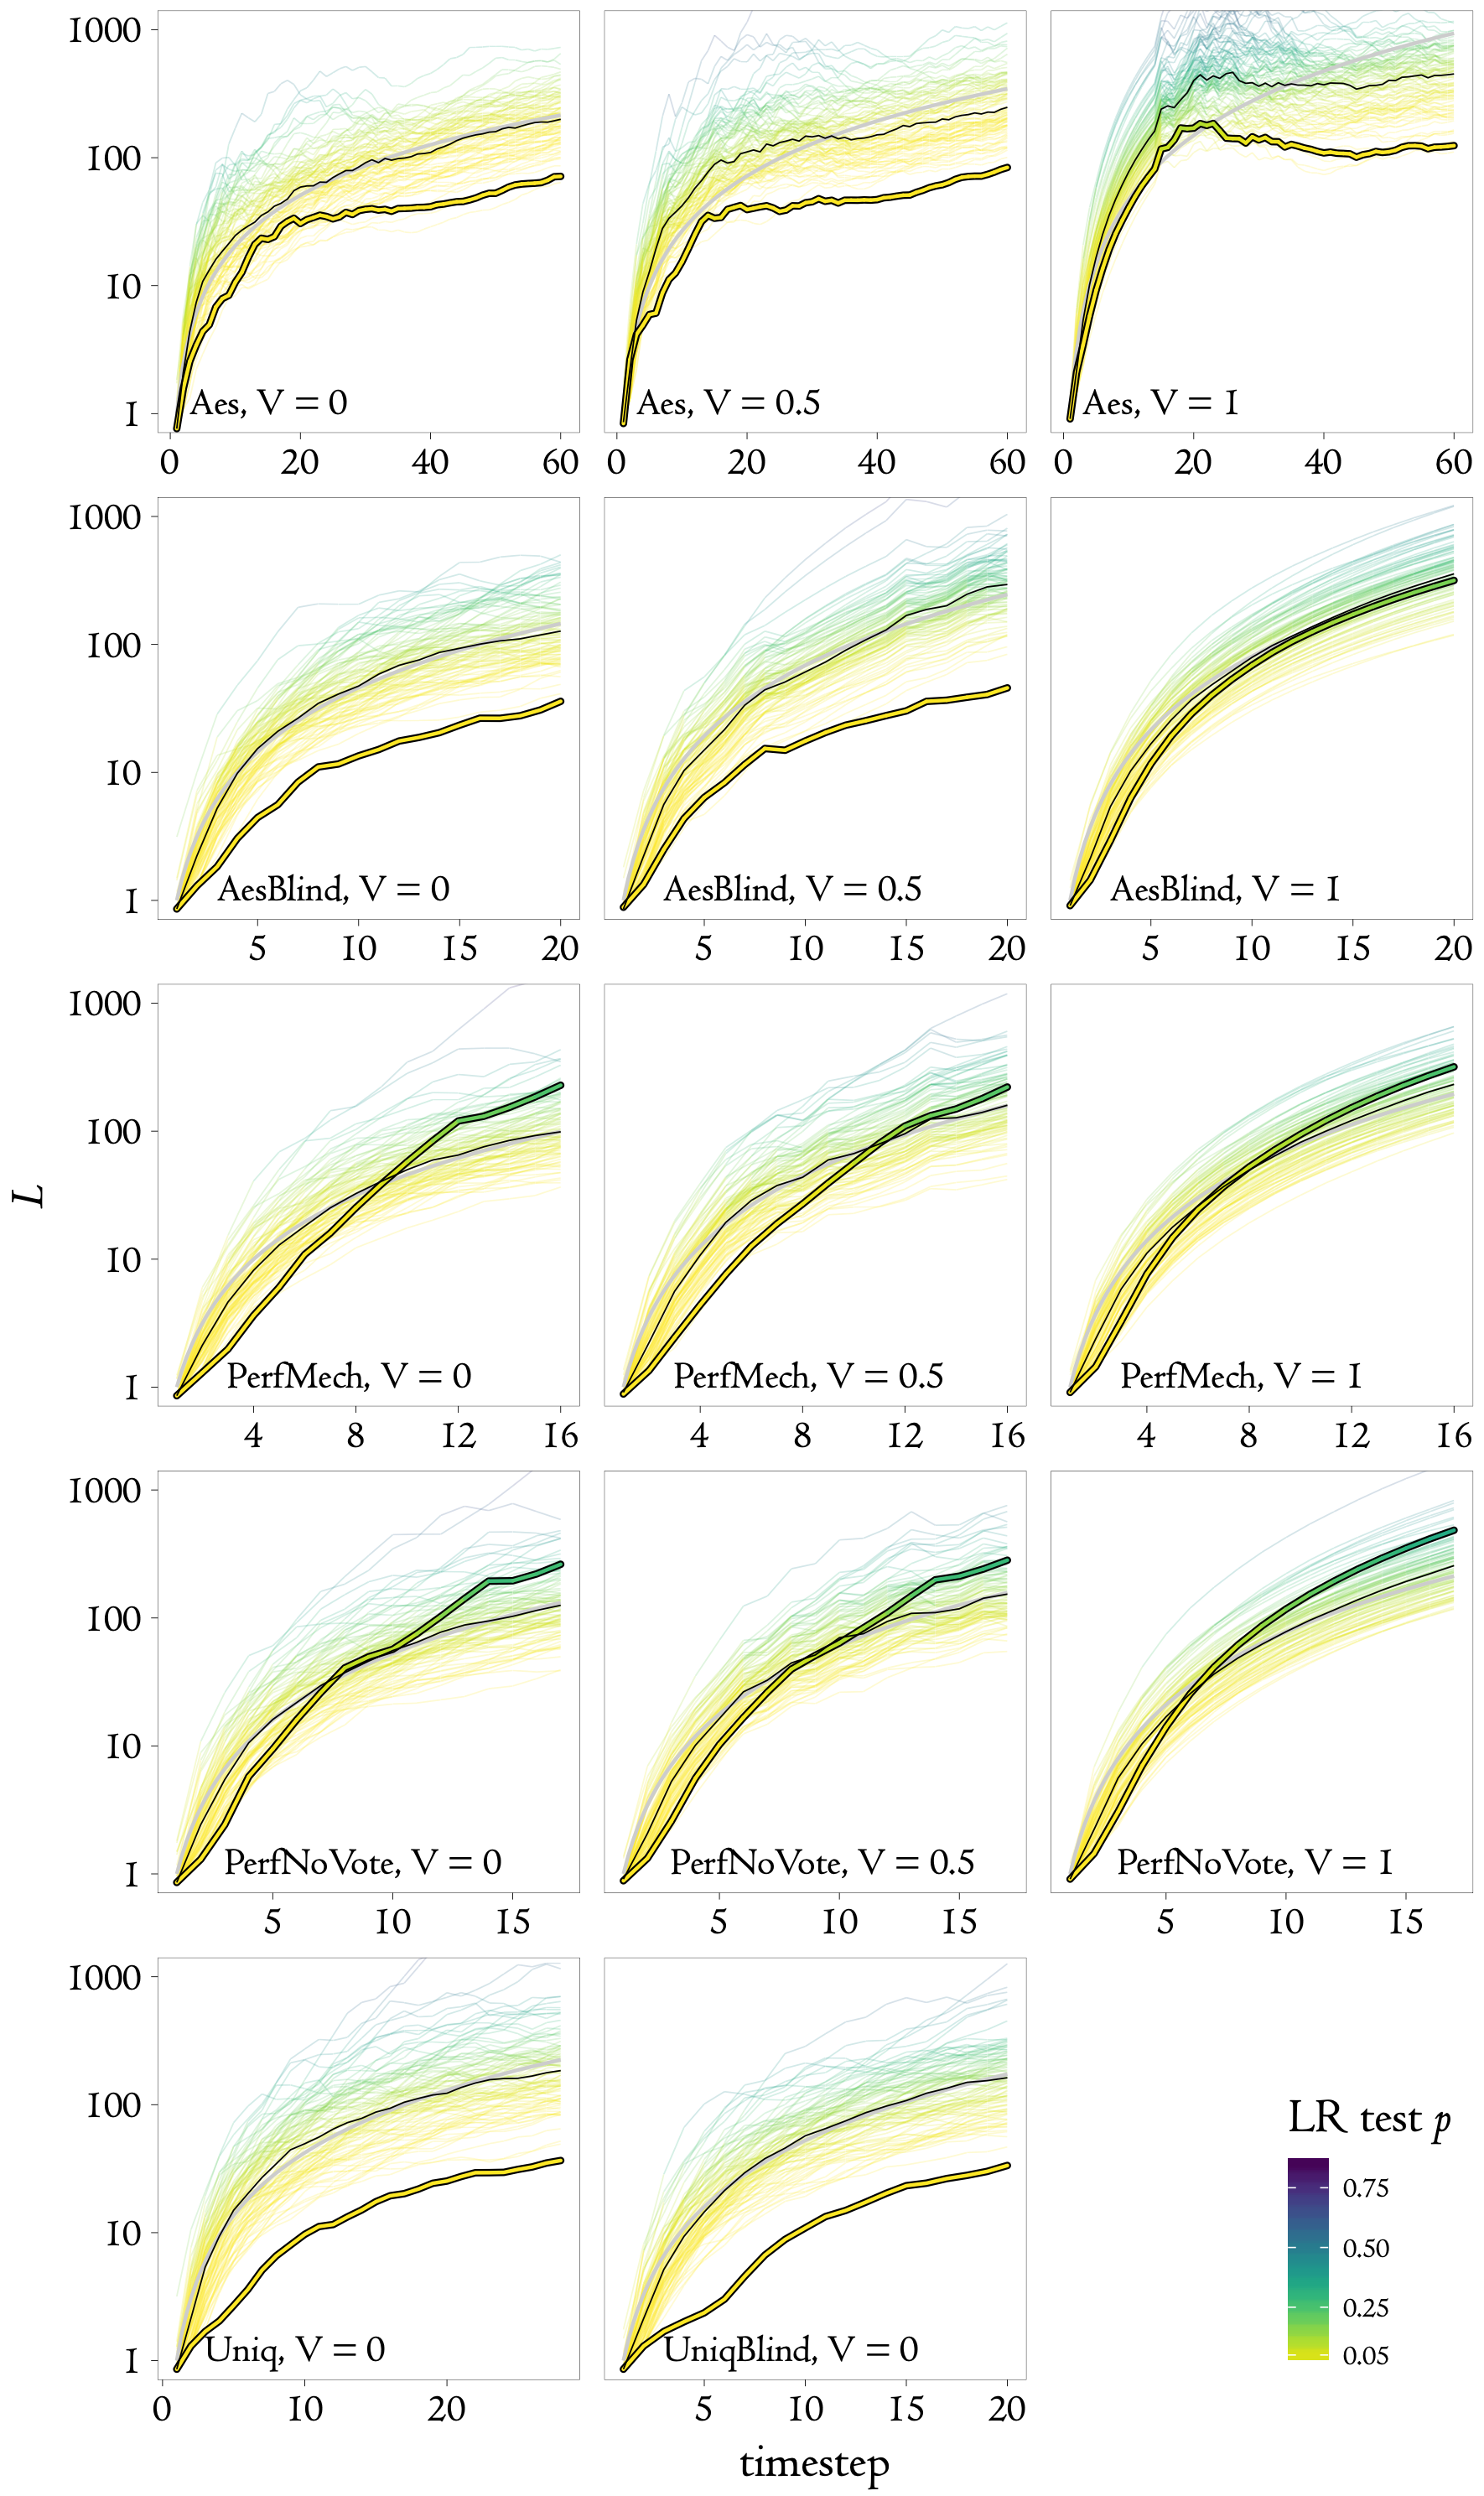 1000
100
10
1
Aes, V = 0
Aes, V = 0.5
Aes, V = 1
0 20 40 60
0 20 40 60
0 20 40 60
1000
100
10
1
AesBlind, V = 0
AesBlind, V = 0.5
AesBlind, V = 1
5 10 15 20
5 10 15 20
5 10 15 20
1000
100
10
1
L
PerfMech, V = 0
PerfMech, V = 0.5
PerfMech, V = 1
4 8 12 16
4 8 12 16
4 8 12 16
1000
100
10
1
PerfNoVote, V = 0
PerfNoVote, V = 0.5
PerfNoVote, V = 1
5 10 15
5 10 15
5 10 15
1000
100
10
1
Uniq, V = 0
UniqBlind, V = 0
0 10 20
5 10 15 20
LR test p
0.75
0.50
0.25
0.05
timestep